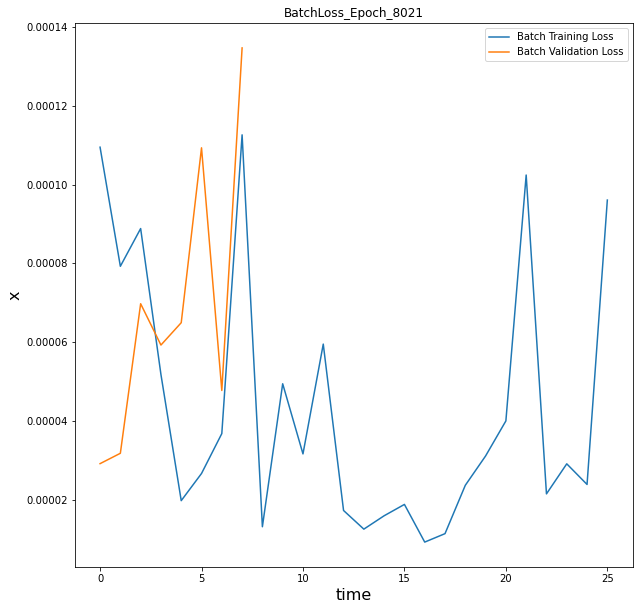 BatchLoss_Epoch_8021
Batch Training Loss
Batch Validation Loss
0.00014
0.00012
0.00010
0.00008
0.00006
0.00004
0.00002
x
0 5 10 15 20 25
time